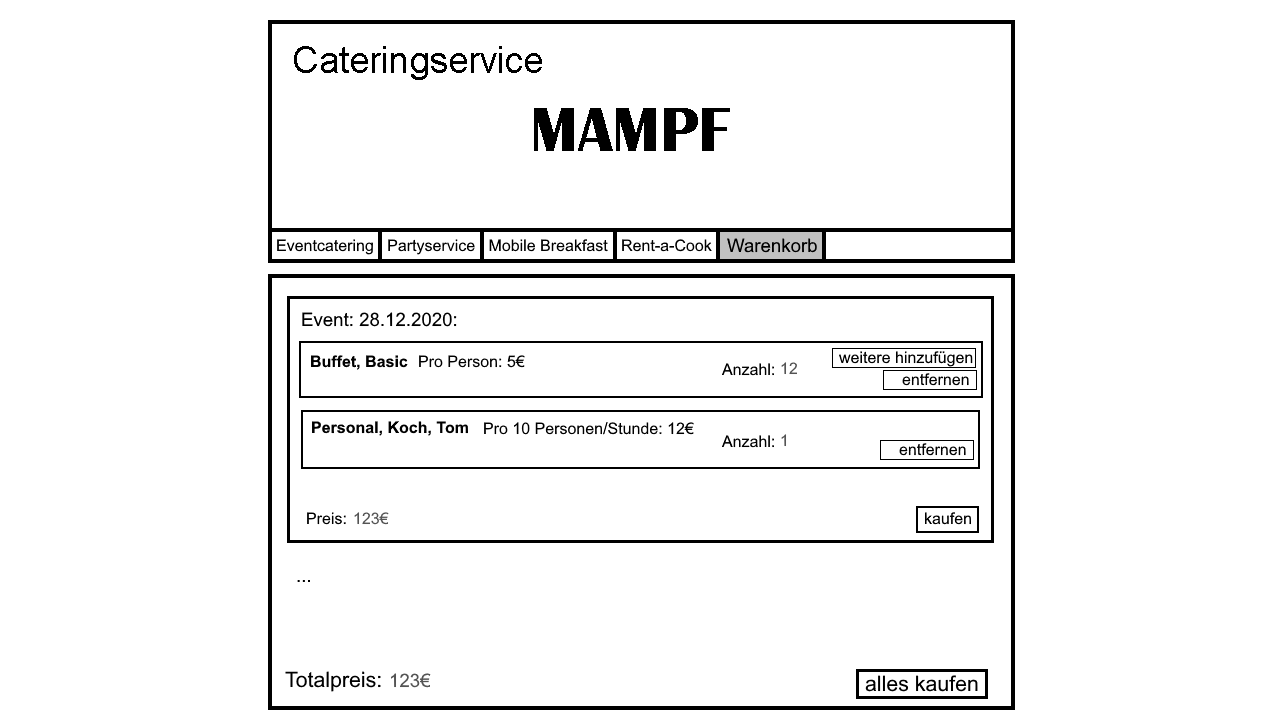 Cateringservice
MAMPF
Eventcatering Partyservice Mobile Breakfast Rent-a-Cook Warenkorb
Event: 28.12.2020:
Buffet, Basic Pro Person: 5€ Anzahl: 12 weitere hinzufügen
entfernen
Personal, Koch, Tom Pro 10 Personen/Stunde: 12€ Anzahl: 1 entfernen
Preis: 123€ kaufen
...
Totalpreis: 123€ alles kaufen